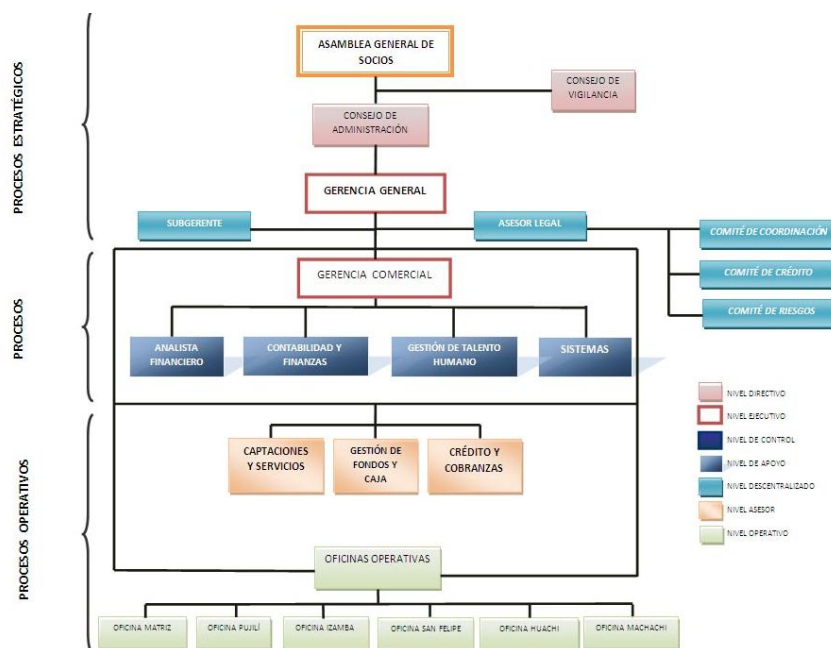 PROCESOS ESTRATÉGICOS
ASAMBLEA GENERAL DE
SOCIOS
CONSEJO DE
VIGILANCIA
CONSEJO DE
ADMINISTRACIÓN
GERENCIA GENERAL
SUBGERENTE
ASESOR LEGAL
COMITÉ DE COORDINACIÓN
COMITÉ DE CRÉDITO
COMITÉ DE RIESGOS
PROCESOS
GERENCIA COMERCIAL
ANALISTA
FINANCIERO
CONTABILIDAD Y
FINANZAS
GESTIÓN DE TALENTO
HUMANO
SISTEMAS
PROCESOS OPERATIVOS
CAPTACIONES
Y SERVICIOS
GESTIÓN DE
FONDOS Y
CAJA
CRÉDITO Y
COBRANZAS
OFICINAS OPERATIVAS
OFICINA MATRIZ
OFICINA PUJILÍ
OFICINA IZAMBA
OFICINA SAN FELIPE
OFICINA HUACHI
OFICINA MACHACHI
NIVEL DIRECTIVO
NIVEL EJECUTIVO
NIVEL DE CONTROL
NIVEL DE APOYO
NIVEL DESCENTRALIZADO
NIVEL ASESOR
NIVEL OPERATIVO